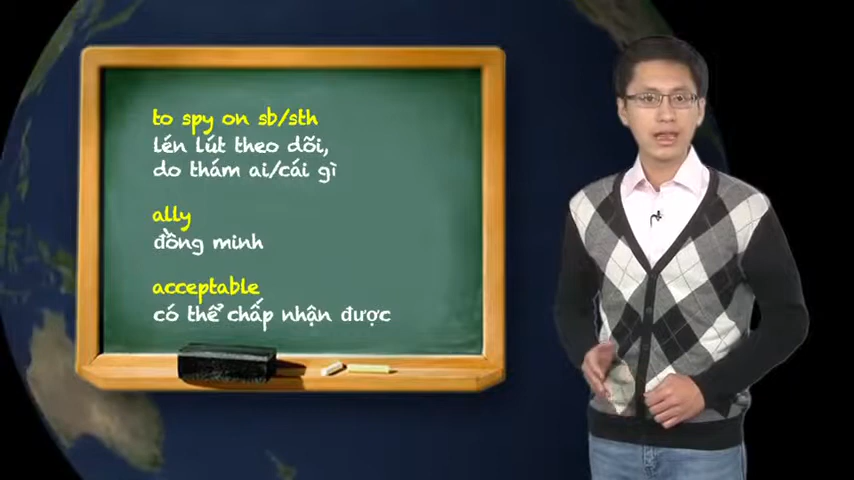 to spy on sb/sth
lén lút theo dõi,
do thám ai/cái gì
ally
đồng minh
acceptable
có thể chấp nhận được